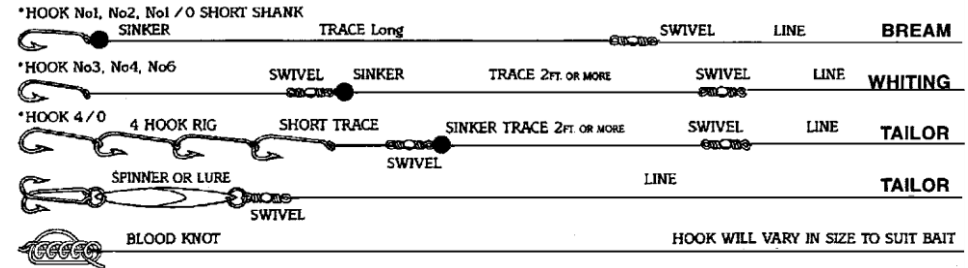 *HOOK No1, No2, No1 /0 SHORT SHANK
SINKER TRACE Long SWIVEL LINE BREAM
*HOOK No3, No4, No6
SWIVEL SINKER TRACE 2FT. OR MORE SWIVEL LINE WHITING
*HOOK 4/0
4 HOOK RIG SHORT TRACE SINKER TRACE 2FT. OR MORE SWIVEL LINE TAILOR
SWIVEL
SPINNER OR LURE LINE TAILOR
SWIVEL
BLOOD KNOT HOOK WILL VARY IN SIZE TO SUIT BAIT